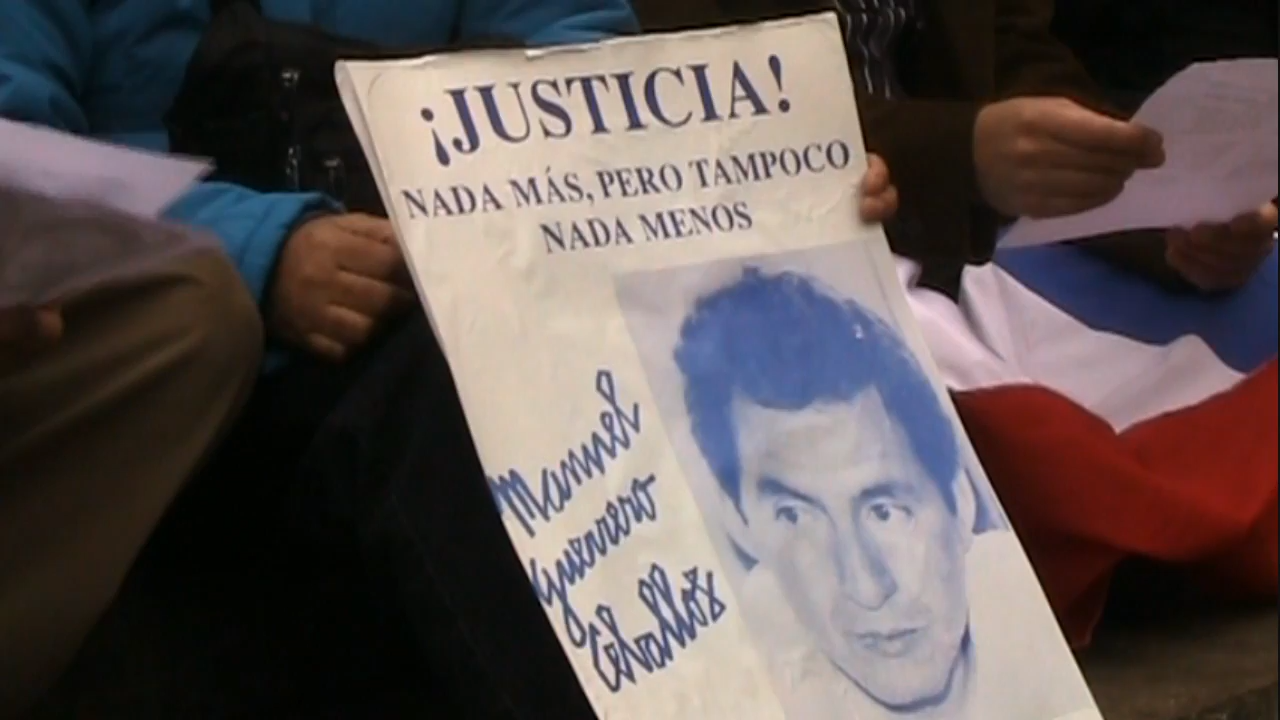 ¡JUSTICIA!
NADA MÁS, PERO TAMPOCO
NADA MENOS
Manuel
Guerrero
Ceballos